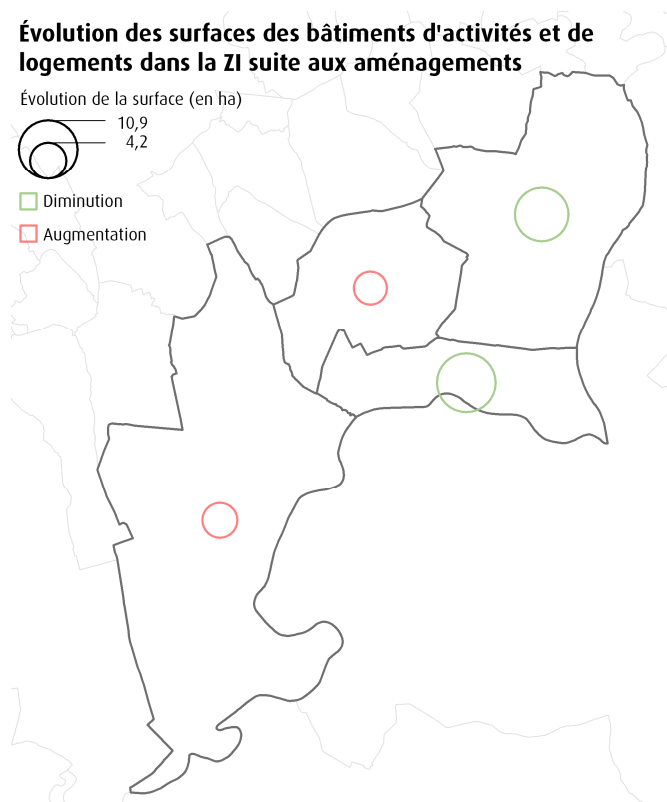 Évolution des surfaces des bâtiments d'activités et de
logements dans la ZI suite aux aménagements
Évolution de la surface (en ha)
10,9
4,2
Diminution
Augmentation